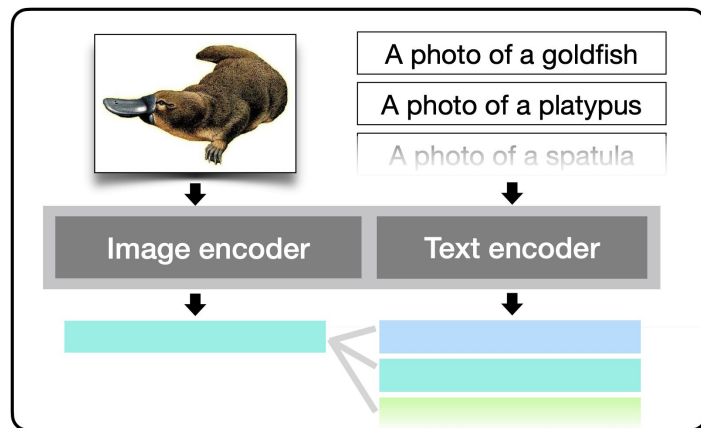 A photo of a goldfish
A photo of a platypus
A photo of a spatula
Image encoder
Text encoder